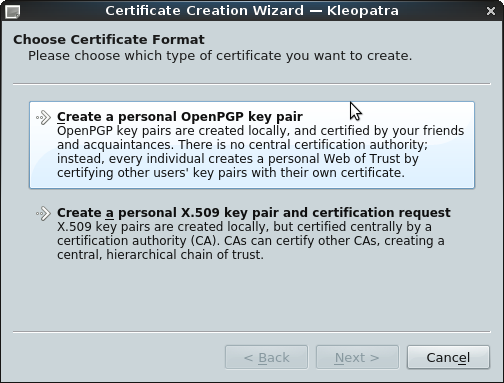 Certificate Creation Wizard — Kleopatra
Choose Certificate Format
Please choose which type of certificate you want to create.
Create a personal OpenPGP key pair
OpenPGP key pairs are created locally, and certified by your friends
and acquaintances. There is no central certification authority;
instead, every individual creates a personal Web of Trust by
certifying other users' key pairs with their own certificate.
Create a personal X.509 key pair and certification request
X.509 key pairs are created locally, but certified centrally by a
certification authority (CA). CAs can certify other CAs, creating a
central, hierarchical chain of trust.
< Back Next > Cancel